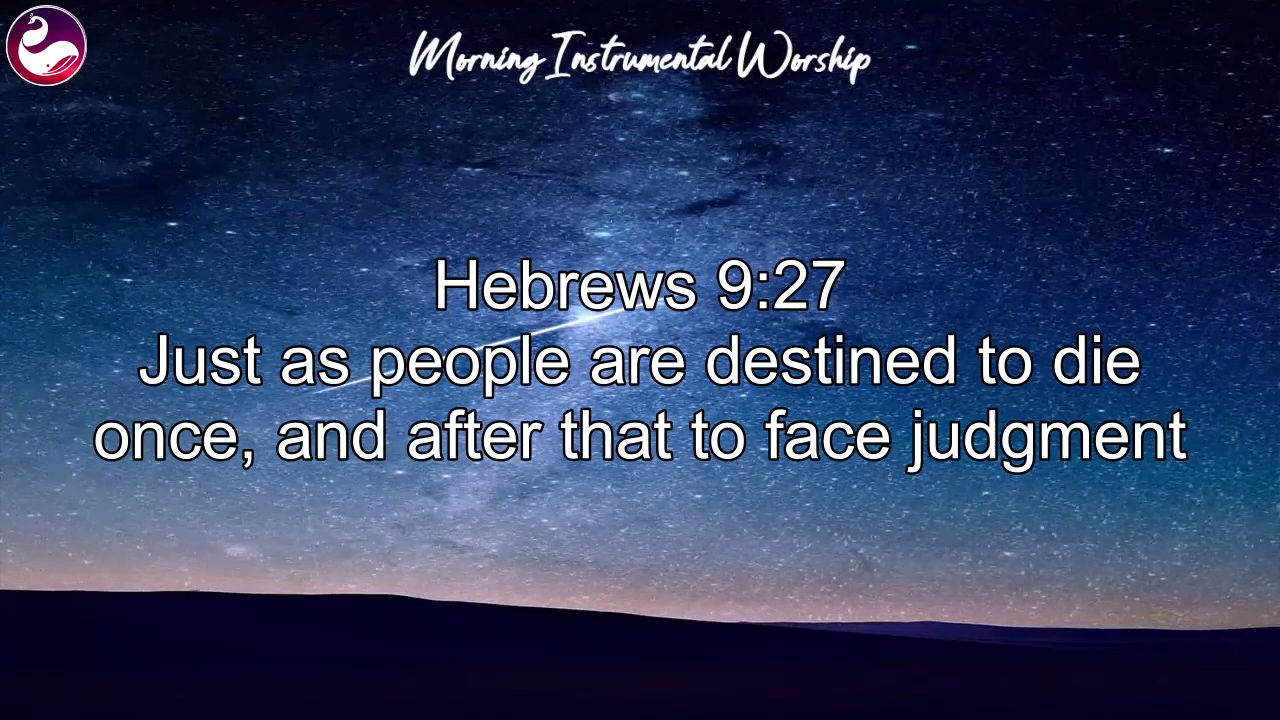 Morning Instrumental Worship
Hebrews 9:27
Just as people are destined to die
once, and after that to face judgment